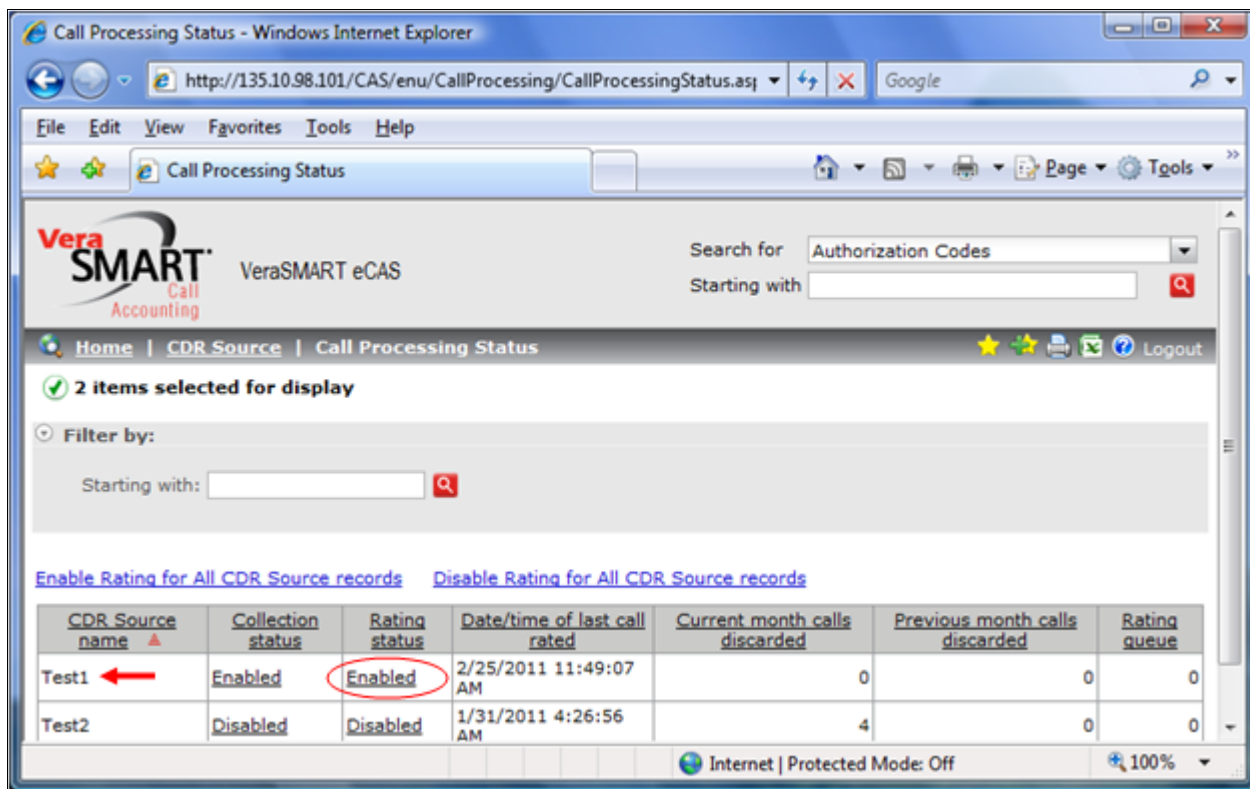 Call Processing Status - Windows Internet Explorer
http://135.10.98.101/CAS/enu/CallProcessing/CallProcessingStatus.asp
Google
File Edit View Favorites Tools Help
Call Processing Status
Page Tools
Vera
SMART
Call
Accounting
VeraSMART eCAS
Search for Authorization Codes
Starting with
Home | CDR Source | Call Processing Status
Logout
2 items selected for display
Filter by:
Starting with:
Enable Rating for All CDR Source records Disable Rating for All CDR Source records
CDR Source name Collection status Rating status Date/time of last call rated Current month calls discarded Previous month calls discarded Rating queue
Test1 Enabled Enabled 2/25/2011 11:49:07 AM 0 0 0
Test2 Disabled Disabled 1/31/2011 4:26:56 AM 4 0 0
Internet | Protected Mode: Off
100%